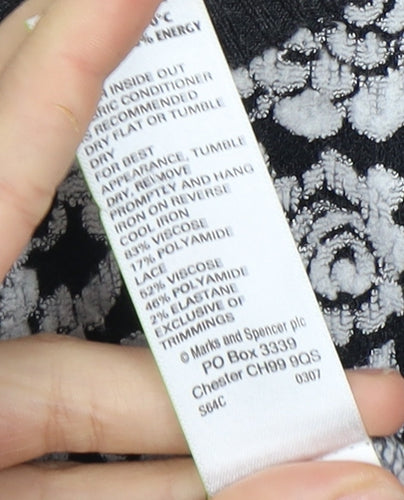 0°C
% ENERGY
INSIDE OUT
RIC CONDITIONER
RECOMMENDED
DRY FLAT OR TUMBLE
DRY
FOR BEST
APPEARANCE, TUMBLE
DRY. REMOVE
PROMPTLY AND HANG
IRON ON REVERSE
COOL IRON
83% VISCOSE
17% POLYAMIDE
LACE
52% VISCOSE
46% POLYAMIDE
2% ELASTANE
EXCLUSIVE OF
TRIMMINGS
© Marks and Spencer plc
PO Box 3339
Chester CH99 9QS
S64C 0307